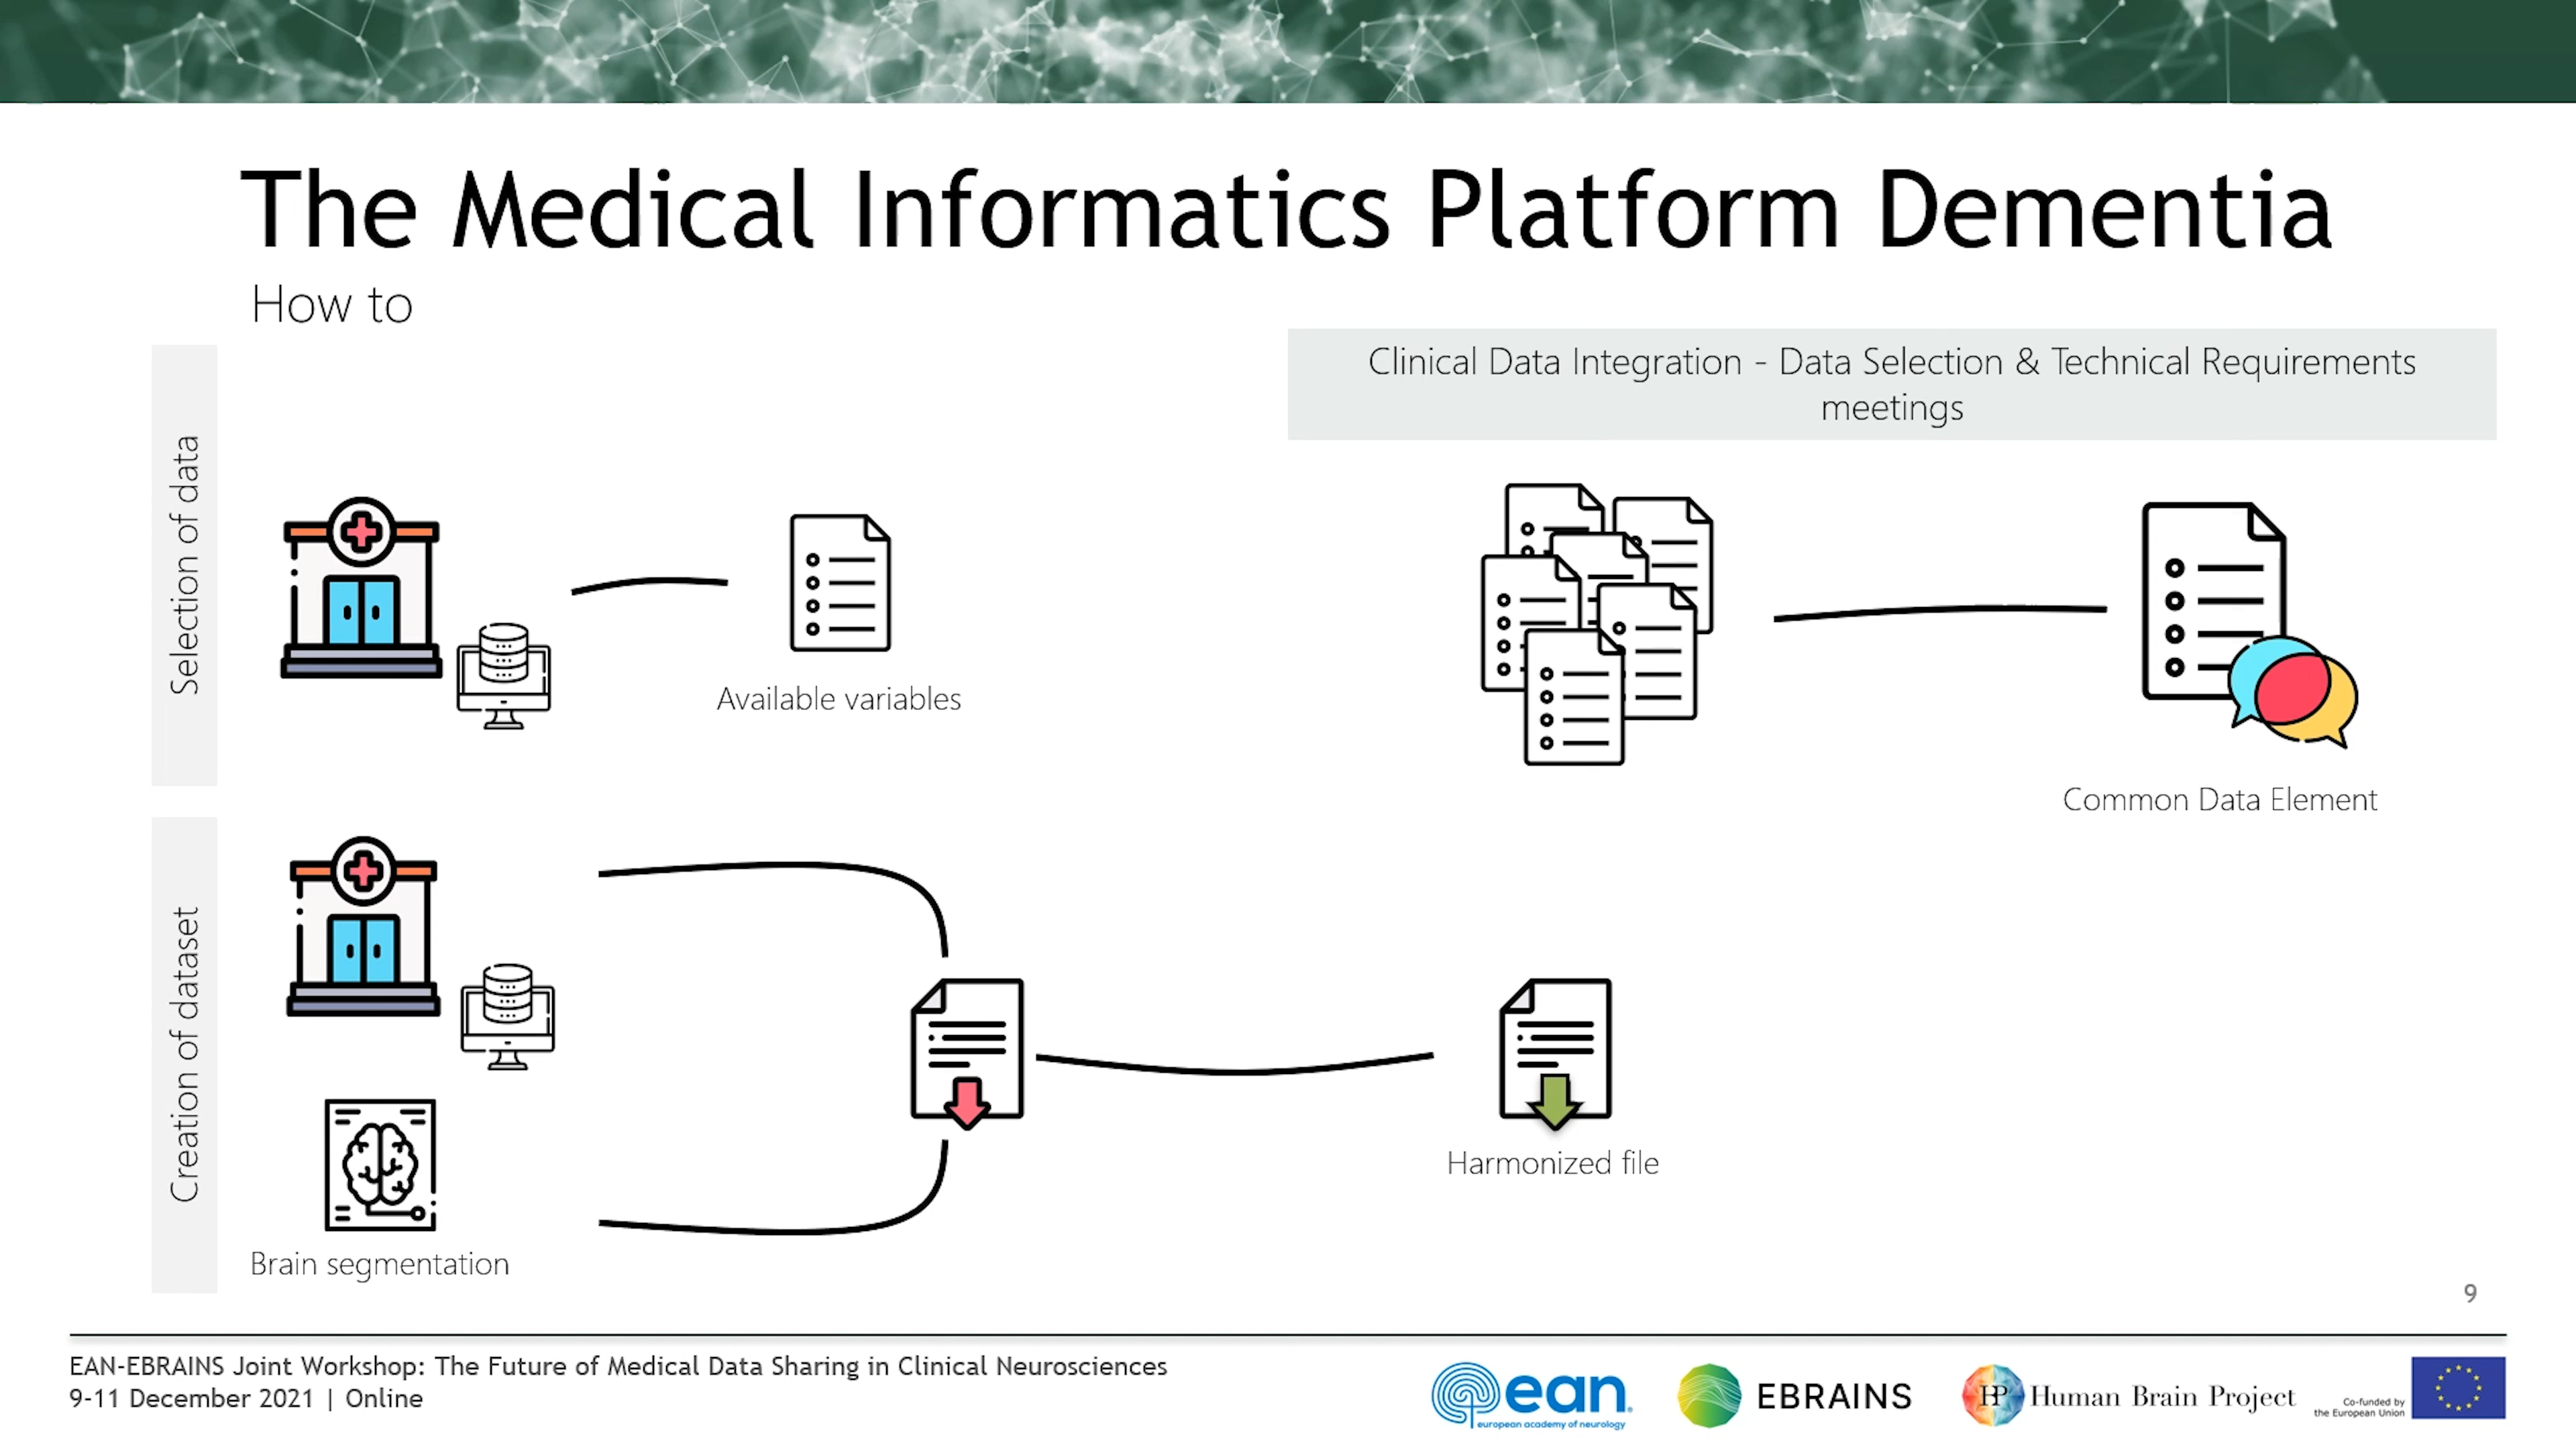 The Medical Informatics Platform Dementia
How to
Clinical Data Integration - Data Selection & Technical Requirements
meetings
Selection of data
Available variables
Common Data Element
Creation of dataset
Brain segmentation
Harmonized file
9
EAN-EBRAINS Joint Workshop: The Future of Medical Data Sharing in Clinical Neurosciences
9-11 December 2021 | Online
ean
european academy of neurology
EBRAINS
HP Human Brain Project
Co-funded by
the European Union